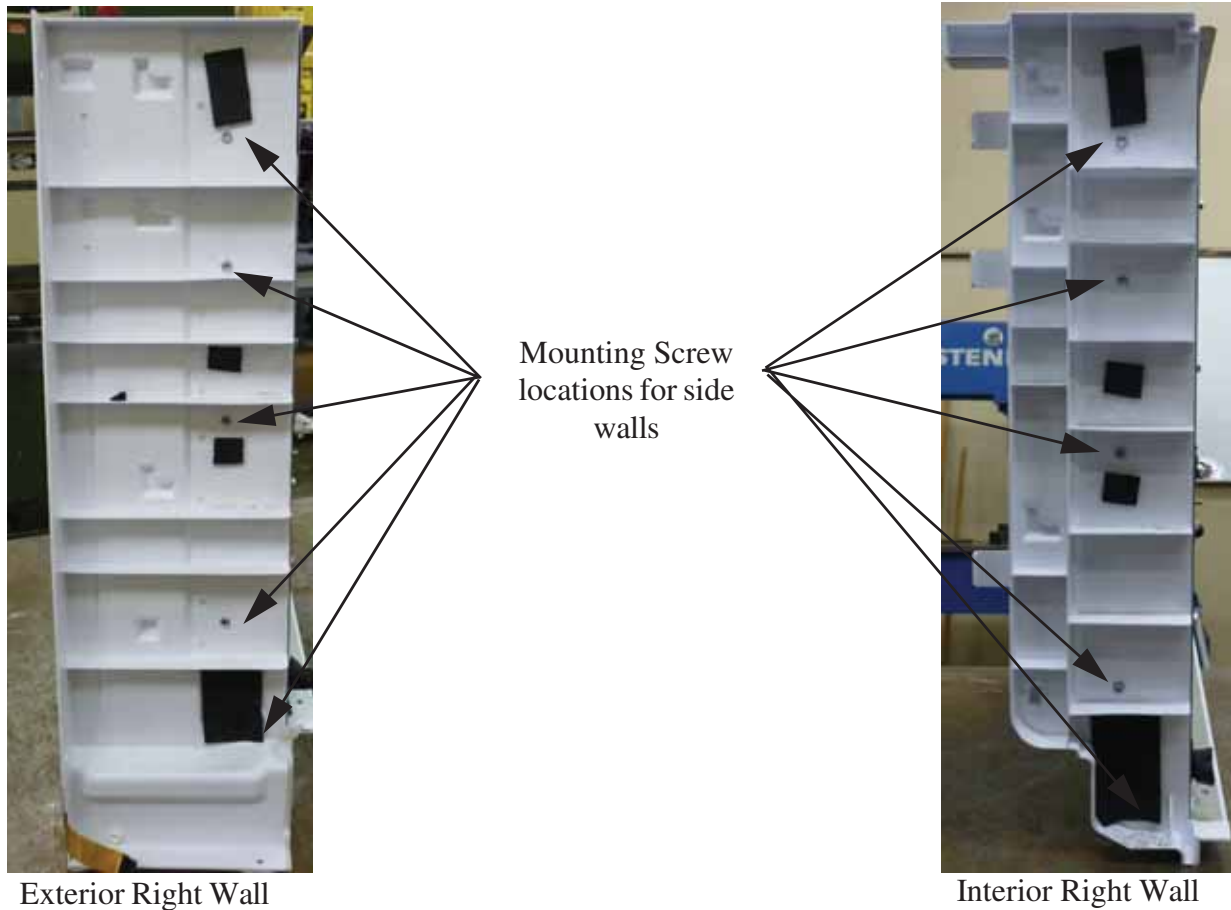 STEN
Mounting Screw
locations for side
walls
Exterior Right Wall
Interior Right Wall